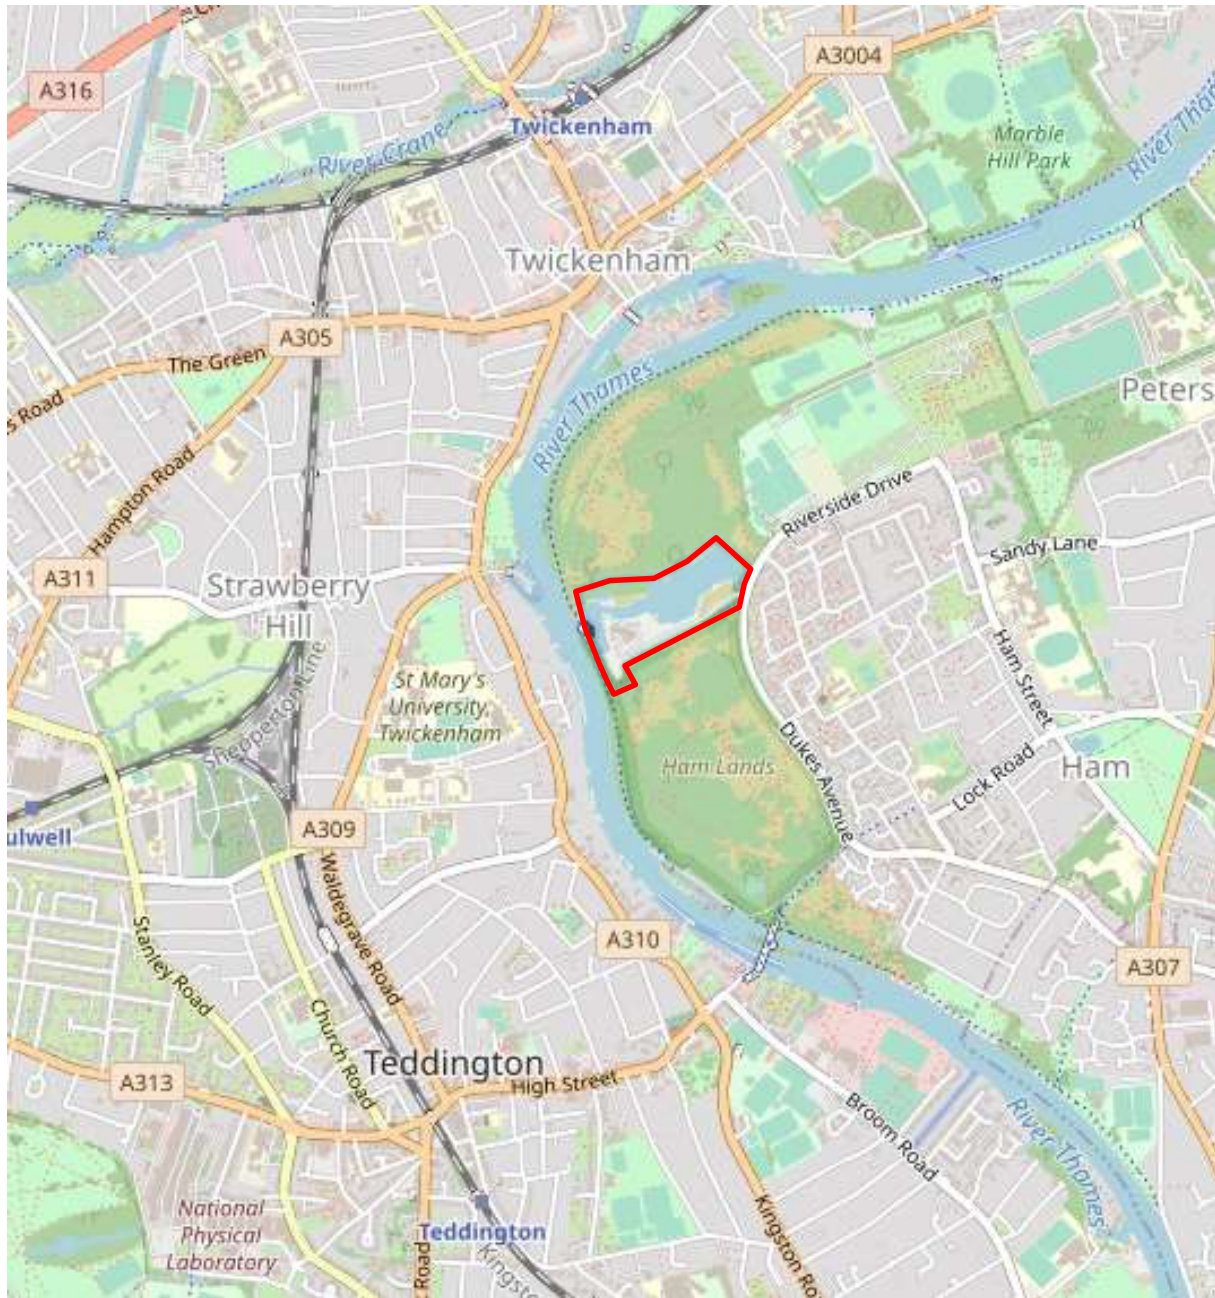 A3004
A316
Twickenham
Marble
Hill Park
River Crane
River Tham
Twickenham
A305
The Green
River Thames
Peters
s Road
Riverside Drive
Hampton Road
Sandy Lane
A311
Strawberry
Hill
Ham Street
Shepperton Line
St Mary's
University,
Twickenham
Dukes Avenue
Ham Lands
Ham
Lock Road
ulwell
A309
Waldegrave Road
Stanley Road
A310
A307
Church Road
Teddington
A313
High Street
Broom Road
River Thames
National
Physical
Laboratory
Teddington
Road
Kingst
Kingston Ro